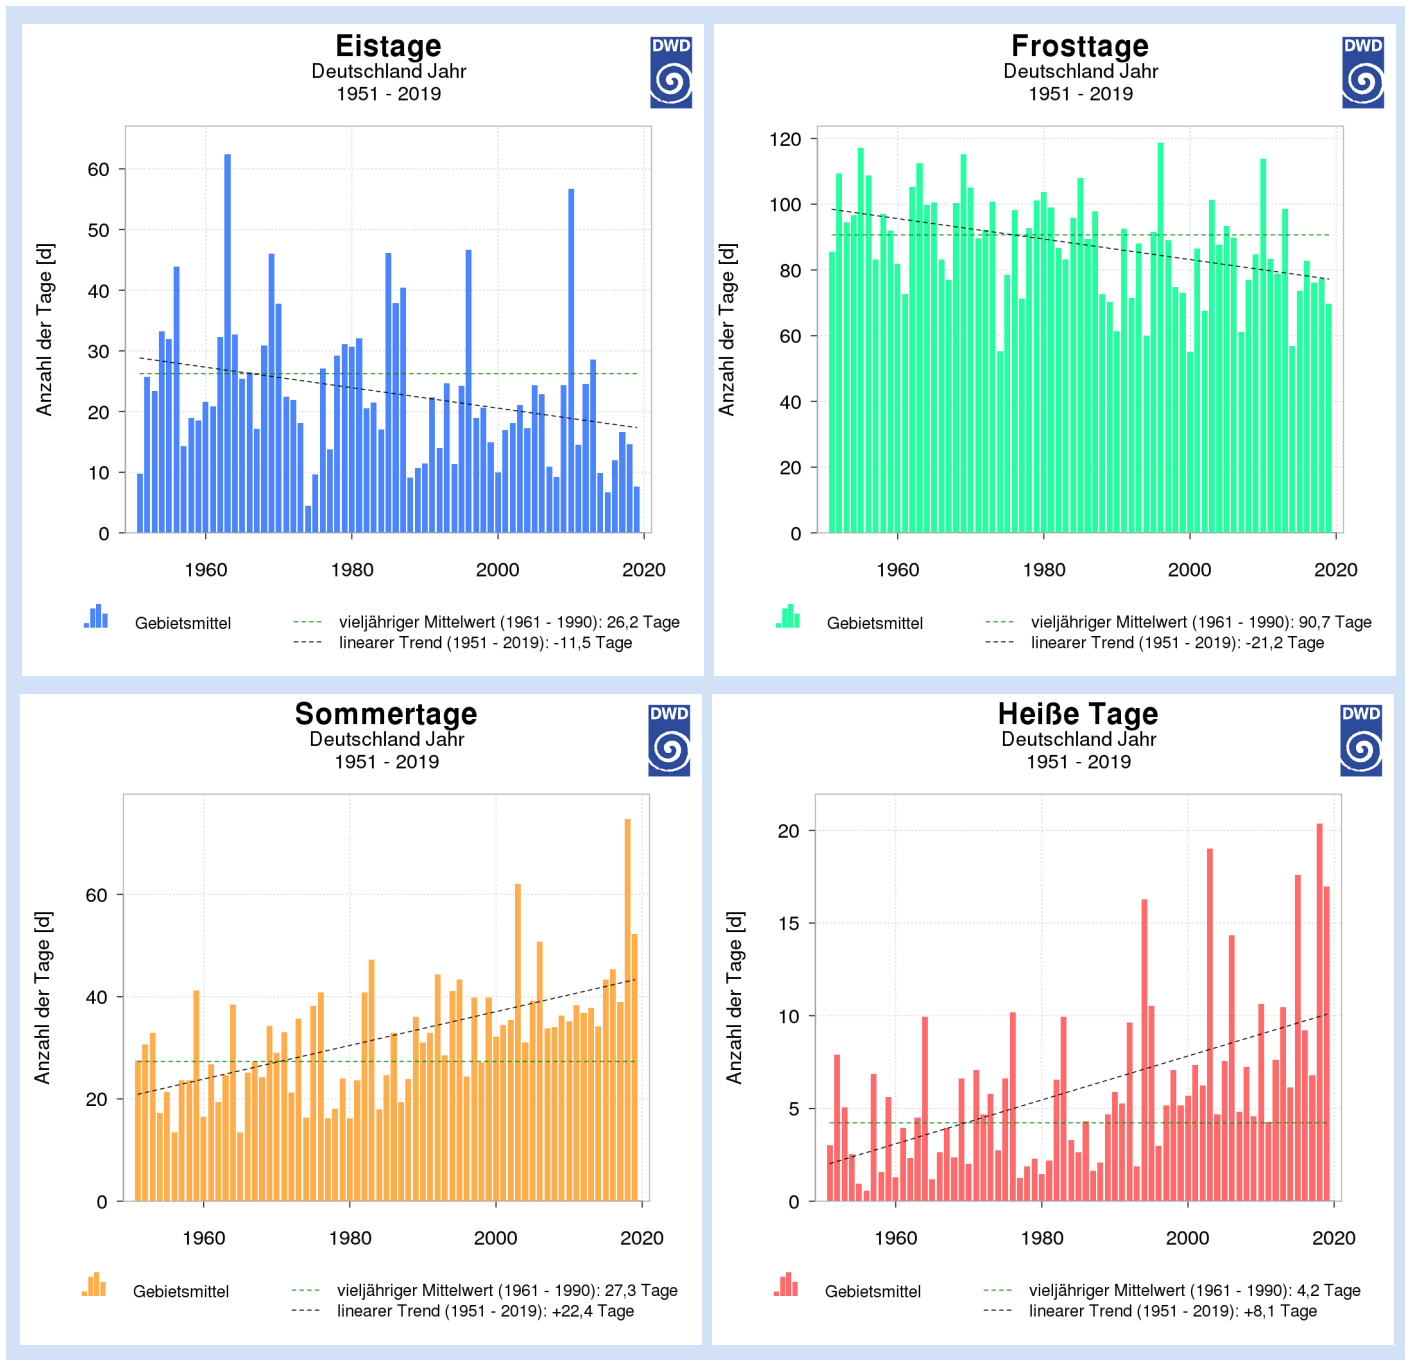 Eistage
Deutschland Jahr
1951 - 2019
DWD
Anzahl der Tage [d]
60
50
40
30
20
10
0
1960 1980 2000 2020
Gebietsmittel
vieljähriger Mittelwert (1961 - 1990): 26,2 Tage
linearer Trend (1951 - 2019): -11,5 Tage
Frosttage
Deutschland Jahr
1951 - 2019
DWD
Anzahl der Tage [d]
120
100
80
60
40
20
0
1960 1980 2000 2020
Gebietsmittel
vieljähriger Mittelwert (1961 - 1990): 90,7 Tage
linearer Trend (1951 - 2019): -21,2 Tage
Sommertage
Deutschland Jahr
1951 - 2019
DWD
Anzahl der Tage [d]
60
40
20
0
1960 1980 2000 2020
Gebietsmittel
vieljähriger Mittelwert (1961 - 1990): 27,3 Tage
linearer Trend (1951 - 2019): +22,4 Tage
Heiße Tage
Deutschland Jahr
1951 - 2019
DWD
Anzahl der Tage [d]
20
15
10
5
0
1960 1980 2000 2020
Gebietsmittel
vieljähriger Mittelwert (1961 - 1990): 4,2 Tage
linearer Trend (1951 - 2019): +8,1 Tage